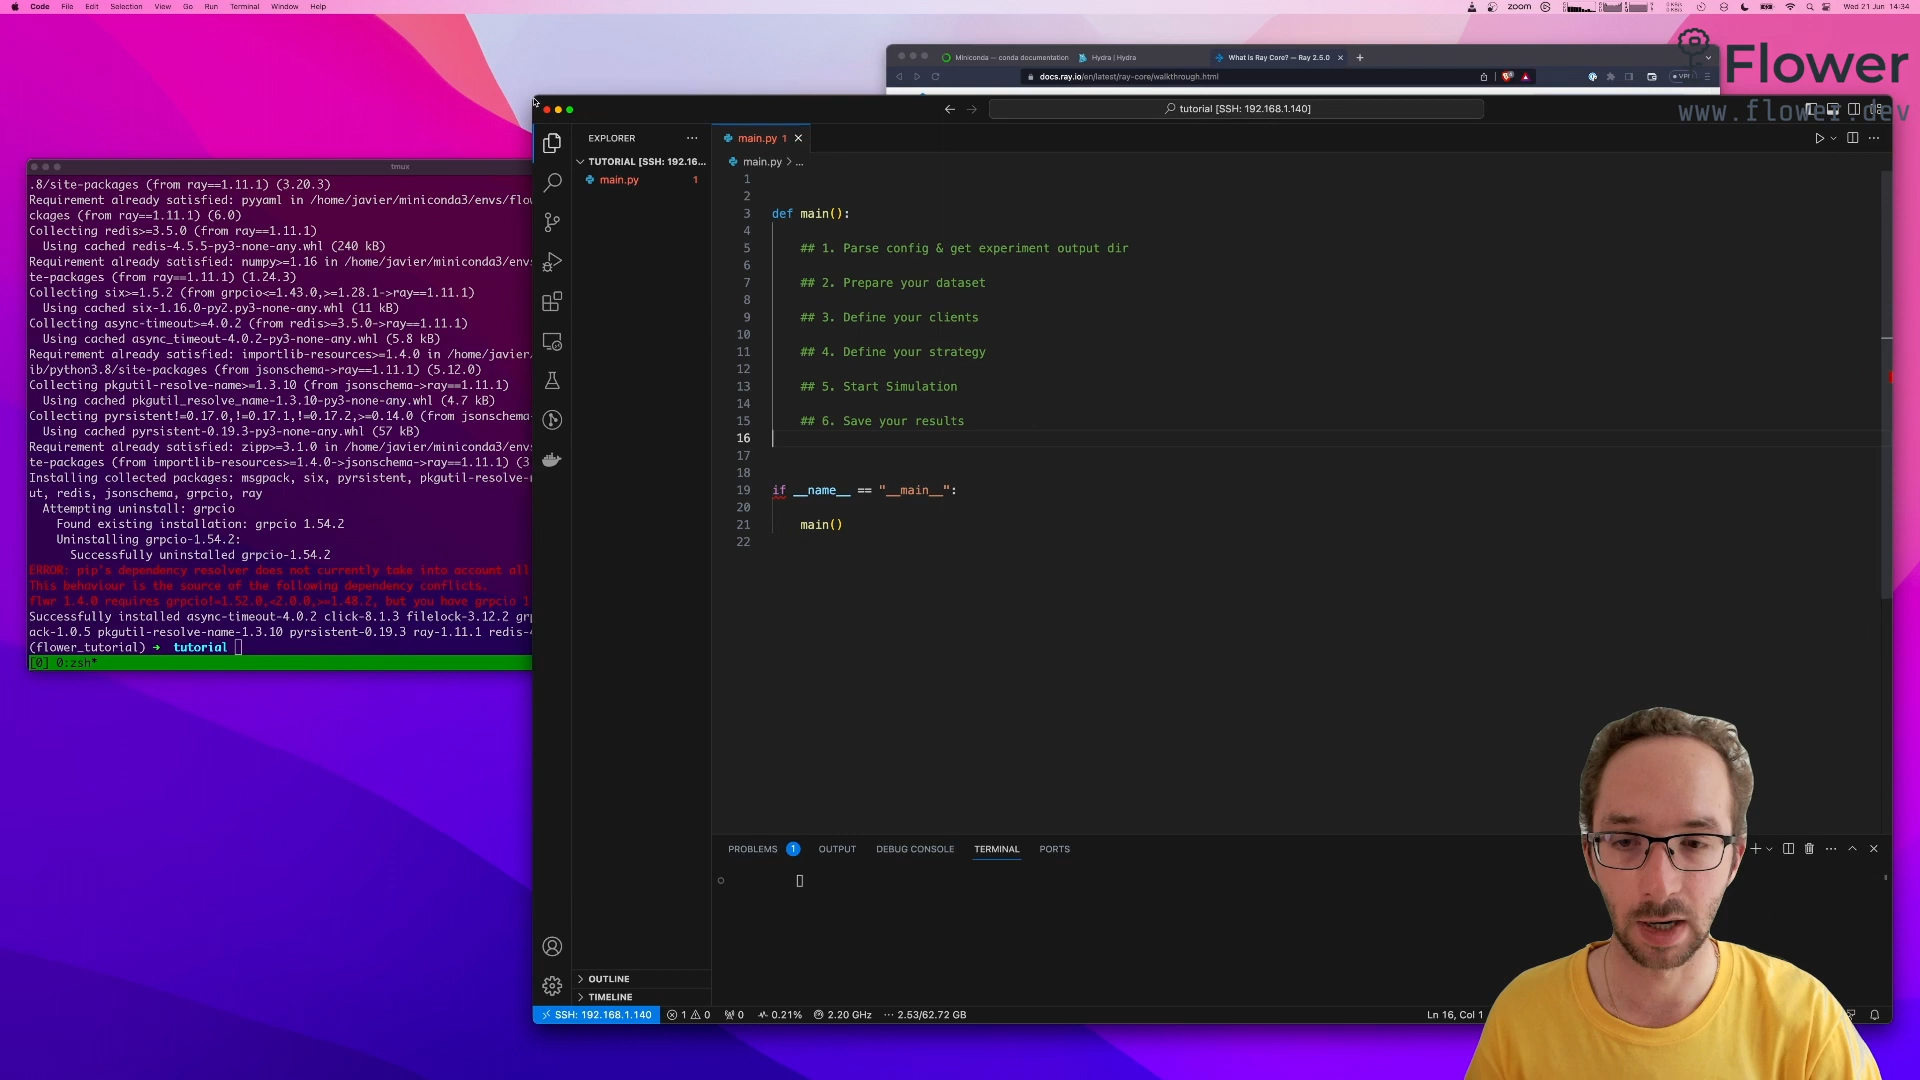 Code File Edit Selection View Go Run Terminal Window Help
zoom
Wed 21 Jun 14:34
Flower
www.flower.dev
Miniconda — conda documentation
Hydra | Hydra
What is Ray Core? — Ray 2.5.0
docs.ray.io/en/latest/ray-core/walkthrough.html
VPN
tutorial [SSH: 192.168.1.140]
EXPLORER
main.py 1
TUTORIAL [SSH: 192.16...
main.py > ...
main.py 1
1
2
3 def main():
4
5 ## 1. Parse config & get experiment output dir
6
7 ## 2. Prepare your dataset
8
9 ## 3. Define your clients
10
11 ## 4. Define your strategy
12
13 ## 5. Start Simulation
14
15 ## 6. Save your results
16
17
18
19 if __name__ == "__main__":
20
21 main()
22
PROBLEMS 1 OUTPUT DEBUG CONSOLE TERMINAL PORTS
OUTLINE
TIMELINE
SSH: 192.168.1.140 1 0 0 0.21% 2.20 GHz 2.53/62.72 GB
Ln 16, Col 1
tmux
.8/site-packages (from ray==1.11.1) (3.20.3)
Requirement already satisfied: pyyaml in /home/javier/miniconda3/envs/flow
ckages (from ray==1.11.1) (6.0)
Collecting redis>=3.5.0 (from ray==1.11.1)
Using cached redis-4.5.5-py3-none-any.whl (240 kB)
Requirement already satisfied: numpy>=1.16 in /home/javier/miniconda3/env
te-packages (from ray==1.11.1) (1.24.3)
Collecting six>=1.5.2 (from grpcio<=1.43.0,>=1.28.1->ray==1.11.1)
Using cached six-1.16.0-py2.py3-none-any.whl (11 kB)
Collecting async-timeout>=4.0.2 (from redis>=3.5.0->ray==1.11.1)
Using cached async_timeout-4.0.2-py3-none-any.whl (5.8 kB)
Requirement already satisfied: importlib-resources>=1.4.0 in /home/javier/
ib/python3.8/site-packages (from jsonschema->ray==1.11.1) (5.12.0)
Collecting pkgutil-resolve-name>=1.3.10 (from jsonschema->ray==1.11.1)
Using cached pkgutil_resolve_name-1.3.10-py3-none-any.whl (4.7 kB)
Collecting pyrsistent!=0.17.0,!=0.17.1,!=0.17.2,>=0.14.0 (from jsonschema-
Using cached pyrsistent-0.19.3-py3-none-any.whl (57 kB)
Requirement already satisfied: zipp>=3.1.0 in /home/javier/miniconda3/envs
te-packages (from importlib-resources>=1.4.0->jsonschema->ray==1.11.1) (3
Installing collected packages: msgpack, six, pyrsistent, pkgutil-resolve-n
ut, redis, jsonschema, grpcio, ray
Attempting uninstall: grpcio
Found existing installation: grpcio 1.54.2
Uninstalling grpcio-1.54.2:
Successfully uninstalled grpcio-1.54.2
ERROR: pip's dependency resolver does not currently take into account all
This behaviour is the source of the following dependency conflicts.
flwr 1.4.0 requires grpcio!=1.52.0,<2.0.0,>=1.48.2, but you have grpcio 1
Successfully installed async-timeout-4.0.2 click-8.1.3 filelock-3.12.2 grp
ack-1.0.5 pkgutil-resolve-name-1.3.10 pyrsistent-0.19.3 ray-1.11.1 redis-4
(flower_tutorial) → tutorial
[0] 0:zsh*